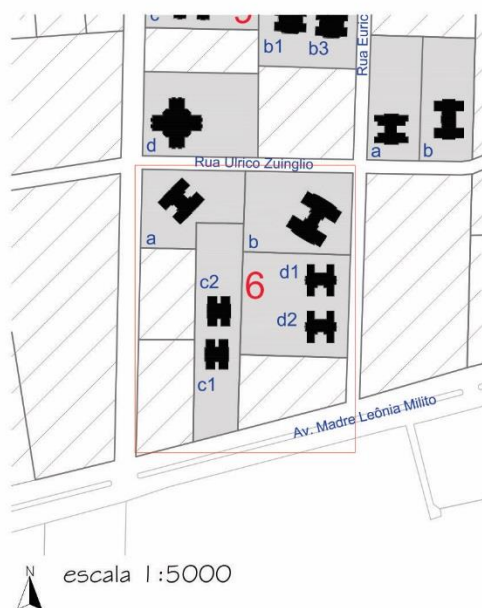 c
5
b1
b3
Rua Euric
d
a
b
Rua Ulrico Zuinglio
a
b
c2
6
d1
d2
c1
Av. Madre Leônia Milito
N
escala 1:5000